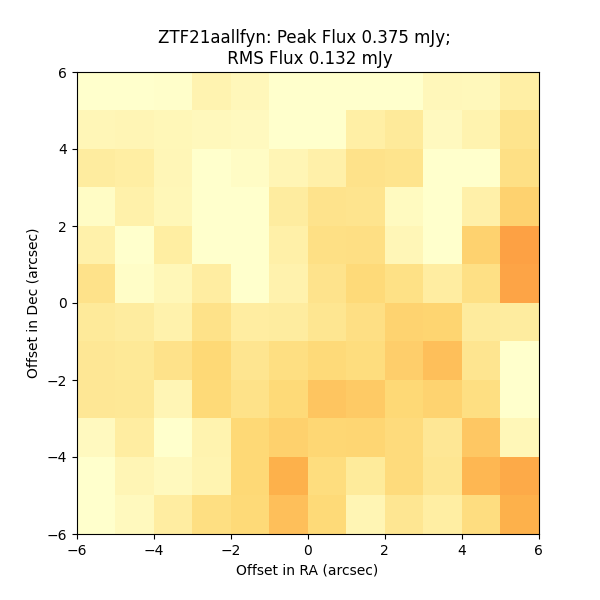 ZTF21aallfyn: Peak Flux 0.375 mJy;
RMS Flux 0.132 mJy
6
4
2
0
−2
−4
−6
Offset in Dec (arcsec)
−6 −4 −2 0 2 4 6
Offset in RA (arcsec)